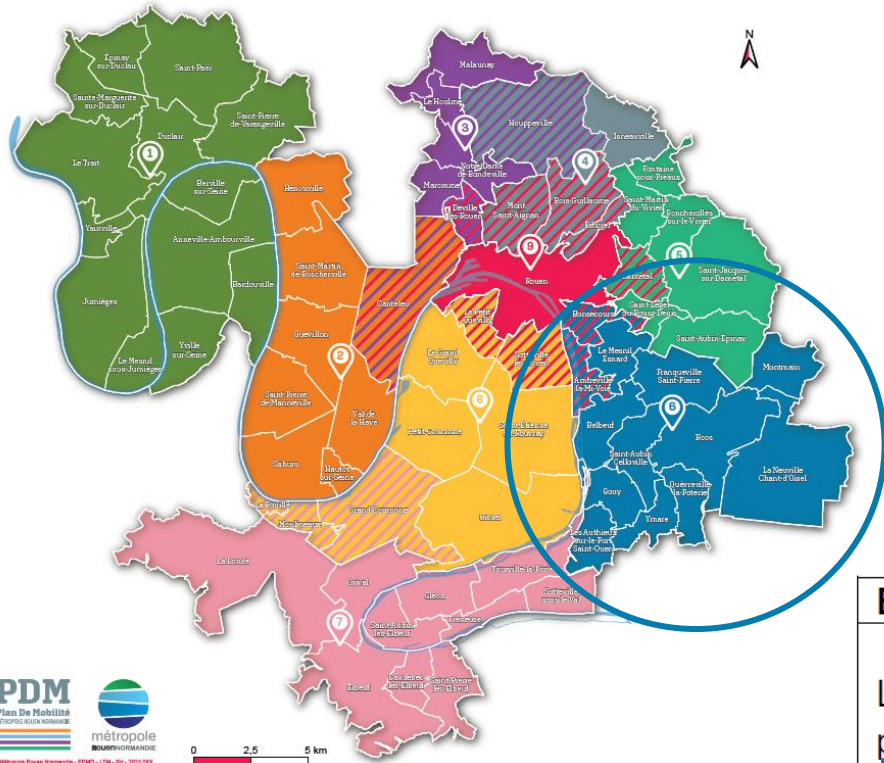 N
Malaunay
Epinay
sur-Duclair
Saint-Paër
Le Houlme
Sainte-Marguerite
sur-Duclair
Houppeville
Isneauville
Saint-Pierre
de-Varengeville
Duclair
1
3
Le Trait
Notre-Dame
de-Bondeville
4
Fontaine
sous-Préaux
Berville
sur-Seine
Henouville
Maromme
Déville
lès-Rouen
Mont
Saint-Aignan
Bois-Guillaume
Saint-Martin
du-Vivier
Roncherolles
sur-le-Vivier
Bihorel
Yainville
Anneville-Ambourville
9
5
Saint-Martin
de-Boscherville
Bardouville
Darnétal
Saint-Jacques
sur-Darnétal
Rouen
Jumièges
Canteleu
Saint-Léger
du-Bourg-Denis
Le Petit
Quevilly
Bonsecours
Quevillon
Saint-Aubin-Epinay
Le Mesnil
sous-Jumièges
Yville
sur-Seine
2
Le Grand
Quevilly
Sotteville
lès-Rouen
Le Mesnil
Esnard
Montmain
Franqueville
Saint-Pierre
Amfreville
la-Mi-Voie
Saint-Pierre
de-Manneville
Val-de
la-Haye
8
6
Petit-Couronne
Saint-Etienne
du-Rouvray
Belbeuf
Boos
Saint-Aubin
Celloville
Sahurs
Hautot
sur-Seine
La Neuville
Chant-d'Oisel
Quévreville
la-Poterie
Gouy
La Bouille
Grand-Couronne
Oissel
Ymare
Moulineaux
Les Authieux
sur-le-Port
Saint-Ouen
La Londe
Tourville-la-Rivière
Orival
Cléon
Sotteville
sous-le-Val
7
Saint-Aubin
lès-Elbeuf
Freneuse
Elbeuf
Caudebec
lès-Elbeuf
Saint-Pierre
lès-Elbeuf
PDM
Plan De Mobilité
MÉTROPOLE ROUEN NORMANDIE
métropole
ROUENNORMANDIE
0 2,5 5 km